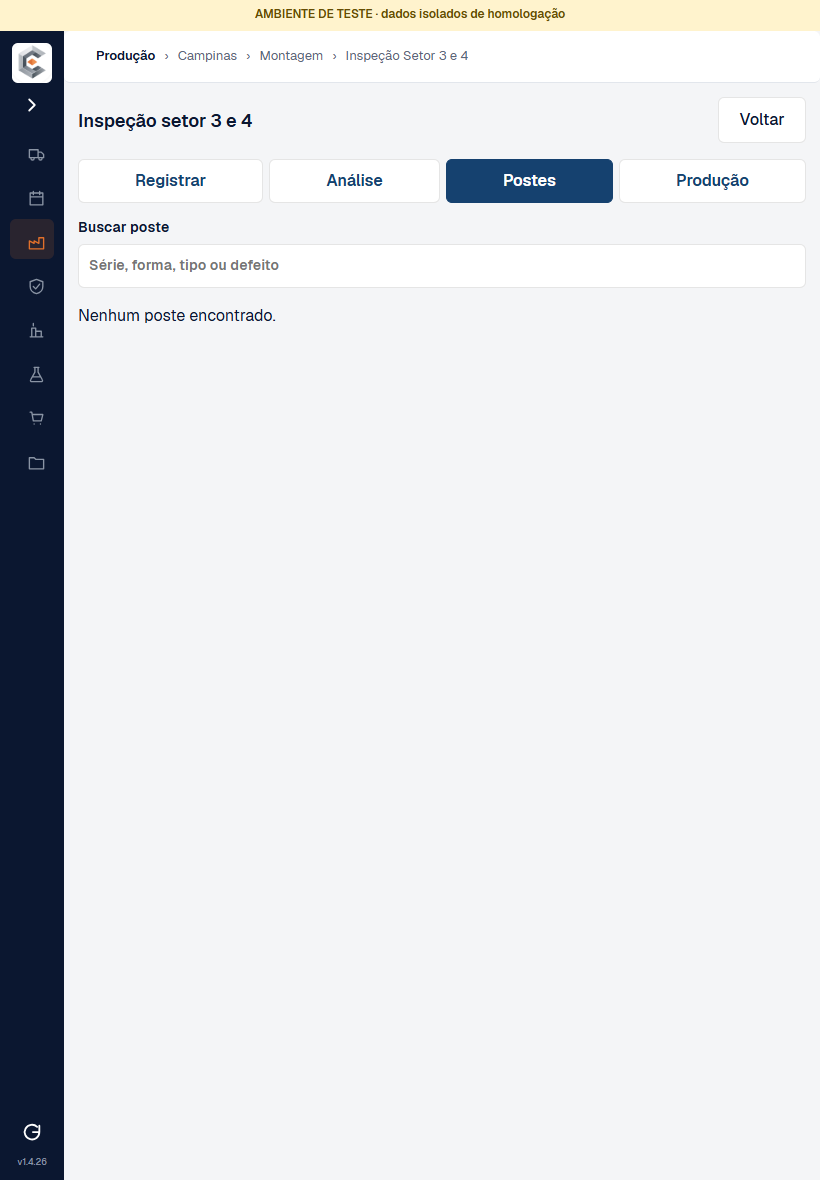 AMBIENTE DE TESTE · dados isolados de homologação
Produção › Campinas › Montagem › Inspeção Setor 3 e 4
Inspeção setor 3 e 4
Voltar
Registrar
Análise
Postes
Produção
Buscar poste
Série, forma, tipo ou defeito
Nenhum poste encontrado.
v1.4.26